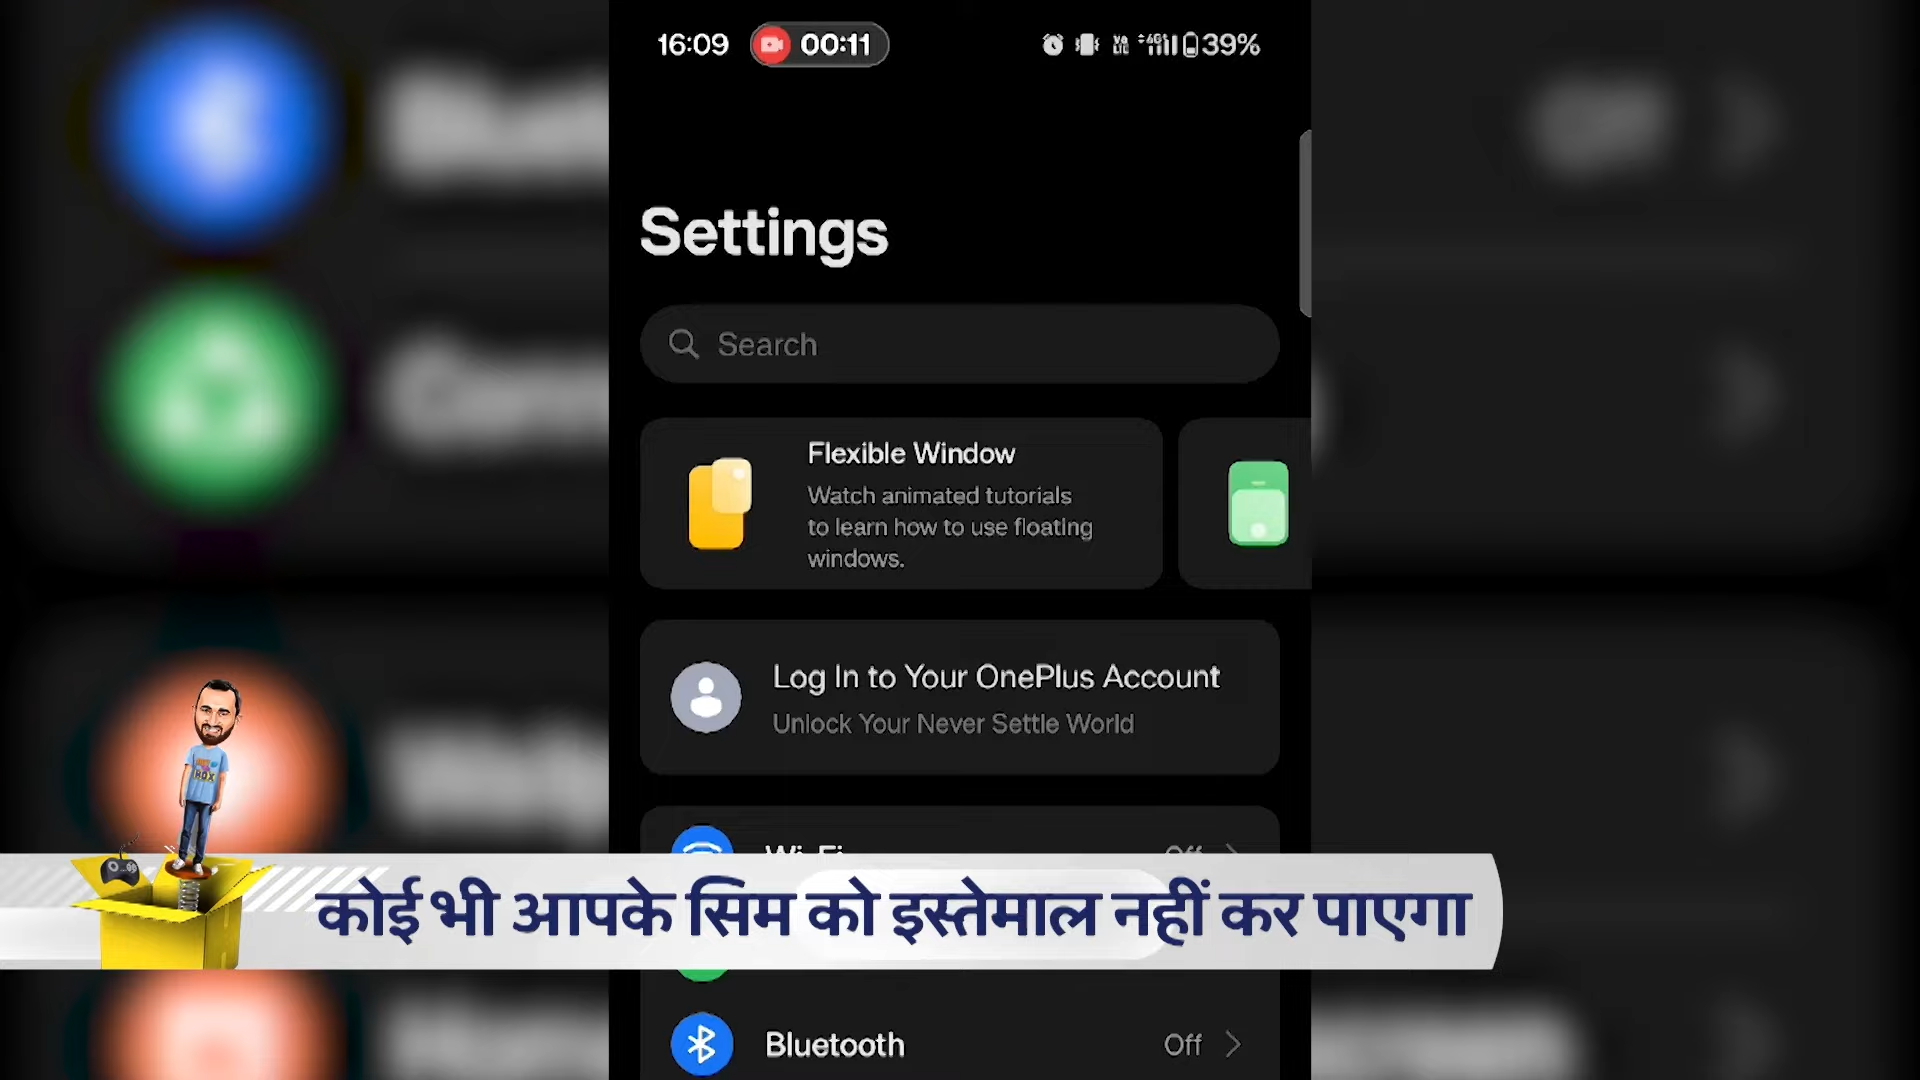 16:09
00:11
39%
Settings
Search
Flexible Window
Watch animated tutorials
to learn how to use floating
windows.
Log In to Your OnePlus Account
Unlock Your Never Settle World
Wi-Fi Off
कोई भी आपके सिम को इस्तेमाल नहीं कर पाएगा
Bluetooth Off